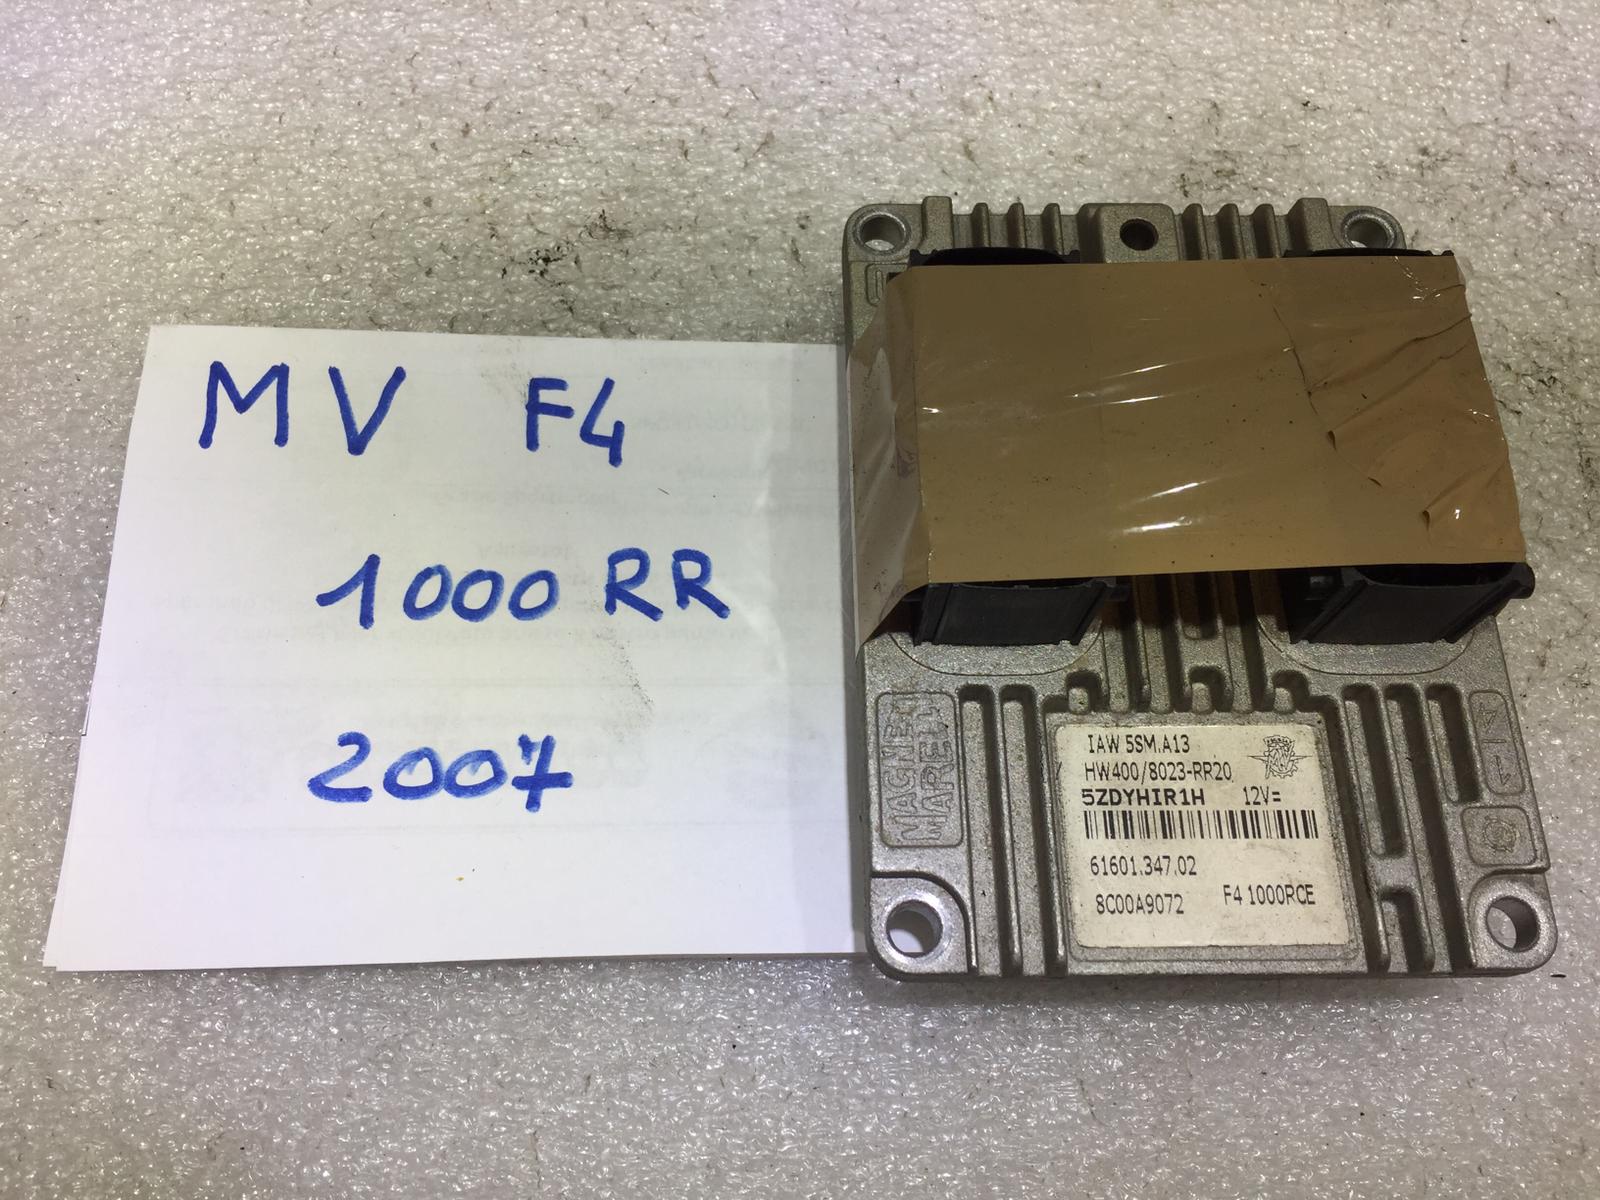 MV F4
1000 RR
2007
MAGNETI
MARELLI
IAW 5SM.A13
HW400/8023-RR20
5ZDYHIR1H 12V=
61601.347.02
8C00A9072 F4 1000RCE